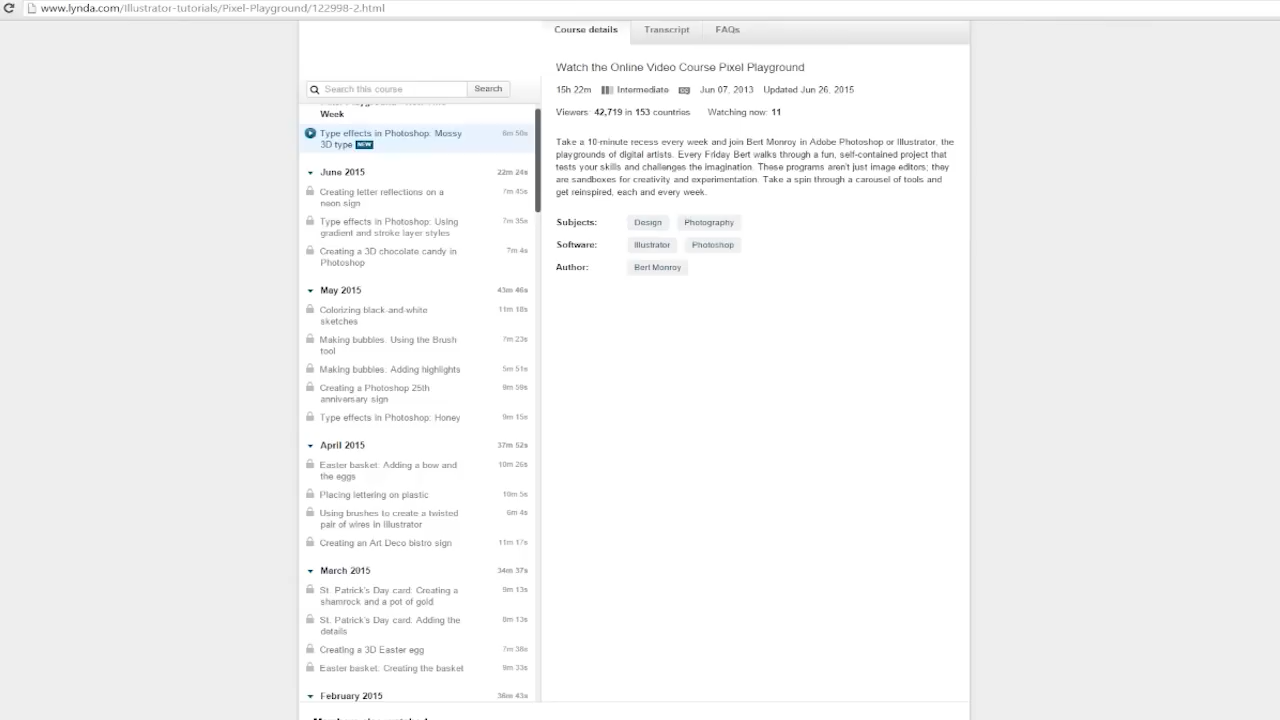 www.lynda.com/Illustrator-tutorials/Pixel-Playground/122998-2.html
Course details
Transcript
FAQs
Search this course
Search
Week
Type effects in Photoshop: Mossy
3D type NEW
6m 50s
June 2015 22m 24s
Creating letter reflections on a
neon sign
7m 45s
Type effects in Photoshop: Using
gradient and stroke layer styles
7m 35s
Creating a 3D chocolate candy in
Photoshop
7m 4s
May 2015 43m 46s
Colorizing black-and-white
sketches
11m 18s
Making bubbles: Using the Brush
tool
7m 23s
Making bubbles: Adding highlights 5m 51s
Creating a Photoshop 25th
anniversary sign
9m 59s
Type effects in Photoshop: Honey 9m 15s
April 2015 37m 52s
Easter basket: Adding a bow and
the eggs
10m 26s
Placing lettering on plastic 10m 5s
Using brushes to create a twisted
pair of wires in Illustrator
6m 4s
Creating an Art Deco bistro sign 11m 17s
March 2015 34m 37s
St. Patrick's Day card: Creating a
shamrock and a pot of gold
9m 13s
St. Patrick's Day card: Adding the
details
8m 13s
Creating a 3D Easter egg 7m 38s
Easter basket: Creating the basket 9m 33s
February 2015 36m 43s
Watch the Online Video Course Pixel Playground
15h 22m Intermediate Jun 07, 2013 Updated Jun 26, 2015
Viewers: 42,719 in 153 countries Watching now: 11
Take a 10-minute recess every week and join Bert Monroy in Adobe Photoshop or Illustrator, the
playgrounds of digital artists. Every Friday Bert walks through a fun, self-contained project that
tests your skills and challenges the imagination. These programs aren't just image editors; they
are sandboxes for creativity and experimentation. Take a spin through a carousel of tools and
get reinspired, each and every week.
Subjects: Design Photography
Software: Illustrator Photoshop
Author: Bert Monroy